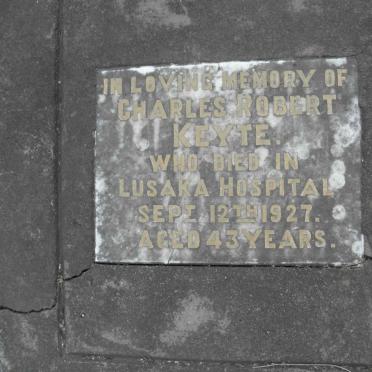 IN LOVING MEMORY OF
CHARLES ROBERT
KEYTE.
WHO DIED IN
LUSAKA HOSPITAL
SEPT. 12TH 1927.
AGED 43 YEARS.